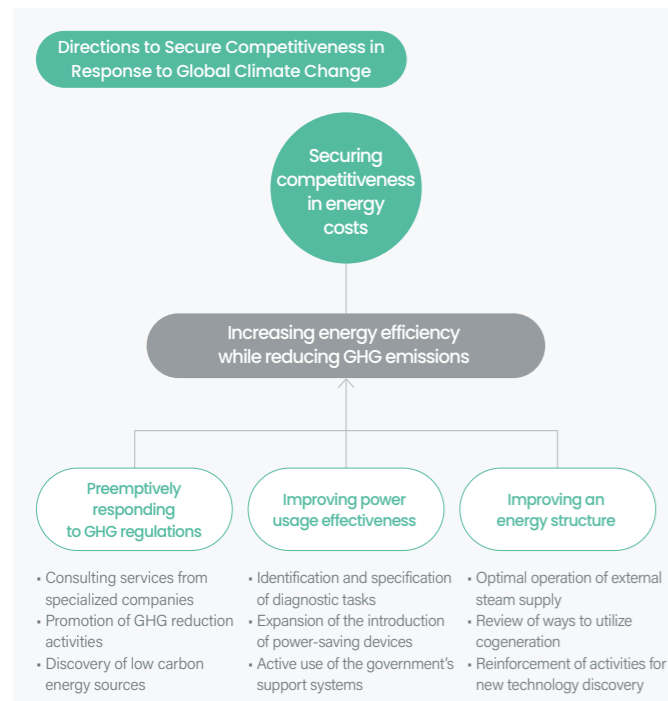 Directions to Secure Competitiveness in
Response to Global Climate Change
Securing
competitiveness
in energy
costs
Increasing energy efficiency
while reducing GHG emissions
Preemptively
responding
to GHG regulations
• Consulting services from
specialized companies
• Promotion of GHG reduction
activities
• Discovery of low carbon
energy sources
Improving power
usage effectiveness
• Identification and specification
of diagnostic tasks
• Expansion of the introduction
of power-saving devices
• Active use of the government's
support systems
Improving an
energy structure
• Optimal operation of external
steam supply
• Review of ways to utilize
cogeneration
• Reinforcement of activities for
new technology discovery